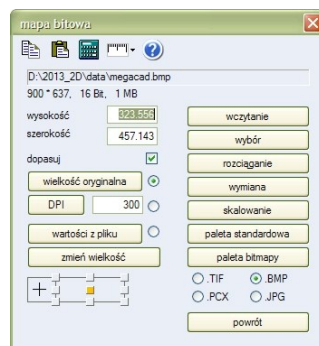 mapa bitowa
D:\2013_2D\data\megacad.bmp
900 * 637, 16 Bit, 1 MB
wysokość 323.556
szerokość 457.143
dopasuj
wielkość oryginalna
DPI 300
wartości z pliku
zmień wielkość
wczytanie
wybór
rozciąganie
wymiana
skalowanie
paleta standardowa
paleta bitmapy
.TIF .BMP
.PCX .JPG
powrót